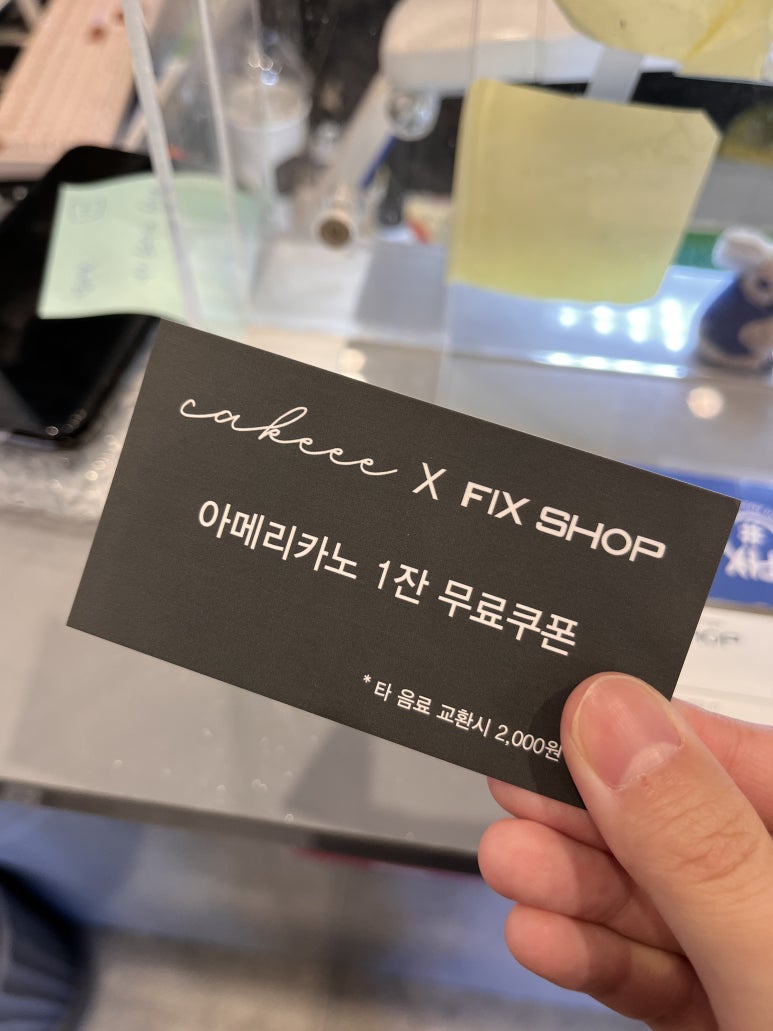 cakeee X FIX SHOP
아메리카노 1잔 무료쿠폰
* 타 음료 교환시 2,000원